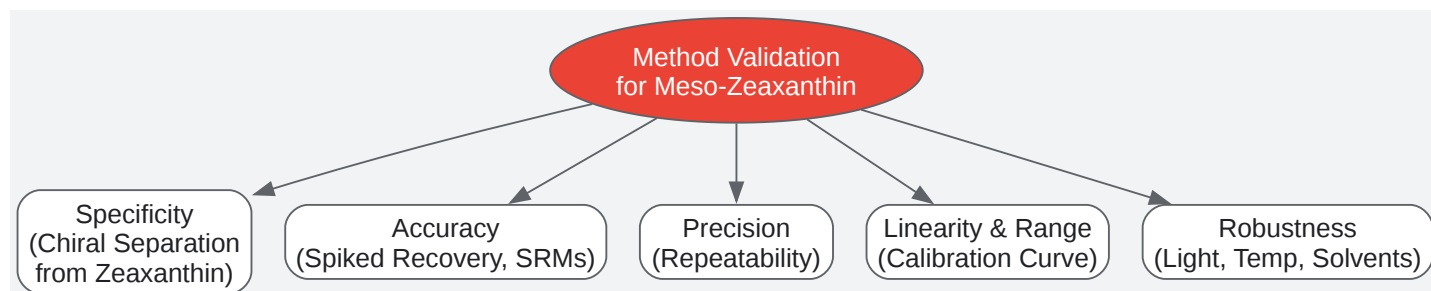 Method Validation
for Meso-Zeaxanthin
Specificity
(Chiral Separation
from Zeaxanthin)
Accuracy
(Spiked Recovery, SRMs)
Precision
(Repeatability)
Linearity & Range
(Calibration Curve)
Robustness
(Light, Temp, Solvents)